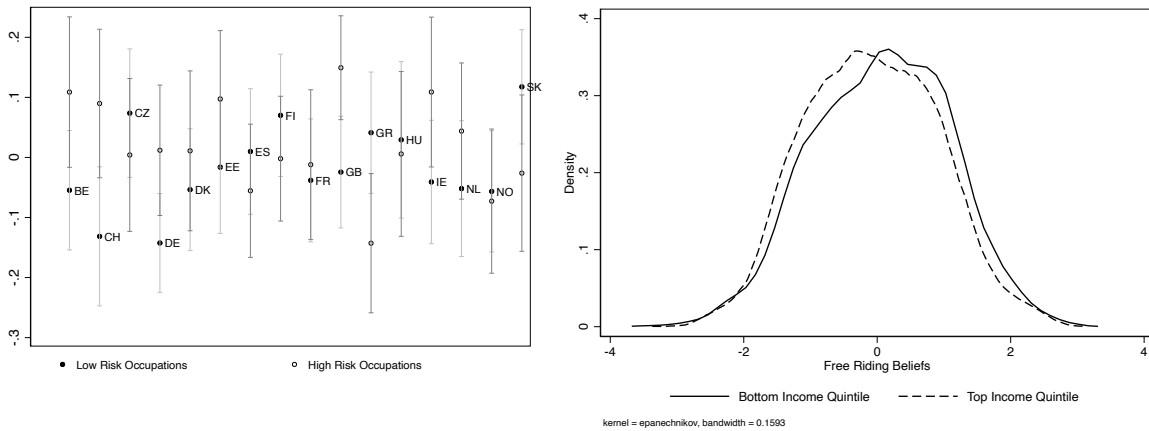 .2
.1
0
-.1
-.2
-.3
BE
CH
CZ
DE
DK
EE
ES
FI
FR
GB
GR
HU
IE
NL
NO
SK
Low Risk Occupations
High Risk Occupations
.4
.3
.2
.1
0
Density
-4 -2 0 2 4
Free Riding Beliefs
Bottom Income Quintile Top Income Quintile
kernel = epanechnikov, bandwidth = 0.1593